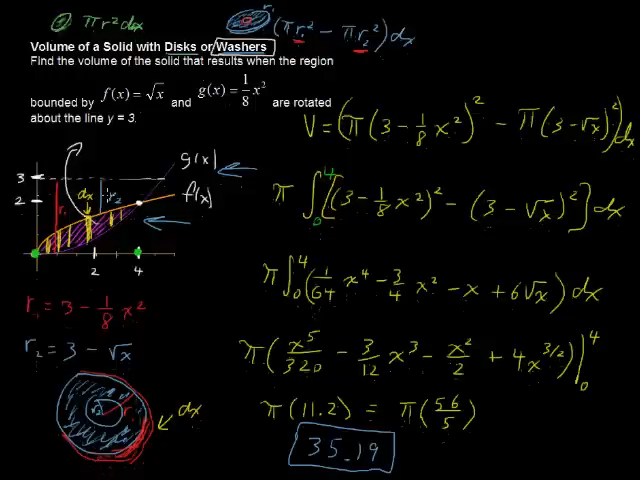 πr²dx
r₁ (πr₁² − πr₂²)dx
Volume of a Solid with Disks or Washers
Find the volume of the solid that results when the region
bounded by f(x) = √x and g(x) = 1/8 x² are rotated
about the line y = 3.
V = (π(3 − 1/8 x²)² − π(3 − √x)²)dx
g(x)
3
dx
r₂
f(x)
2
r₁
2 4
π ∫₀⁴ [(3 − 1/8 x²)² − (3 − √x)²] dx
π ∫₀⁴ (1/64 x⁴ − 3/4 x² − x + 6√x) dx
r₁ = 3 − 1/8 x²
r₂ = 3 − √x
π (x⁵/320 − 3/12 x³ − x²/2 + 4x^(3/2)) |₀⁴
r₂ r₁ dx
π(11.2) = π(56/5)
35.19